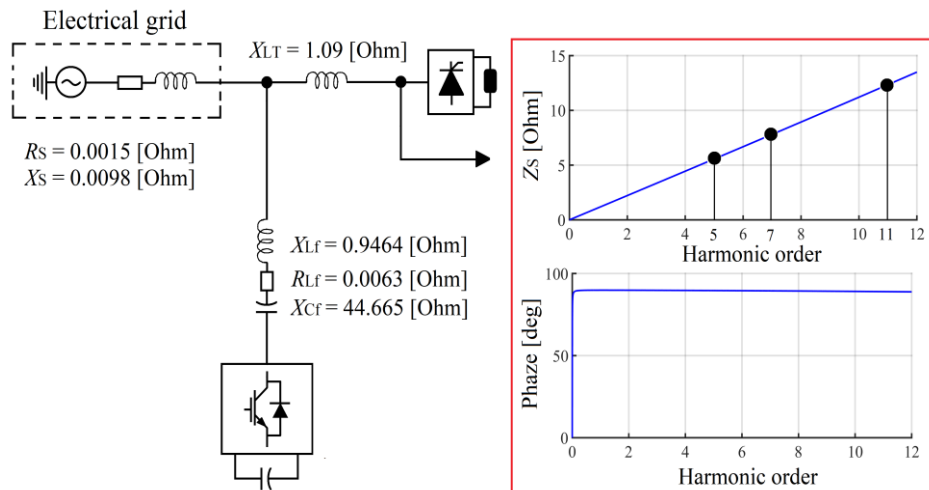 Electrical grid
XLT = 1.09 [Ohm]
RS = 0.0015 [Ohm]
XS = 0.0098 [Ohm]
XLf = 0.9464 [Ohm]
RLf = 0.0063 [Ohm]
XCf = 44.665 [Ohm]
ZS [Ohm]
15
10
5
0
0 2 4 5 6 7 8 10 11 12
Harmonic order
Phaze [deg]
100
50
0
0 2 4 6 8 10 12
Harmonic order